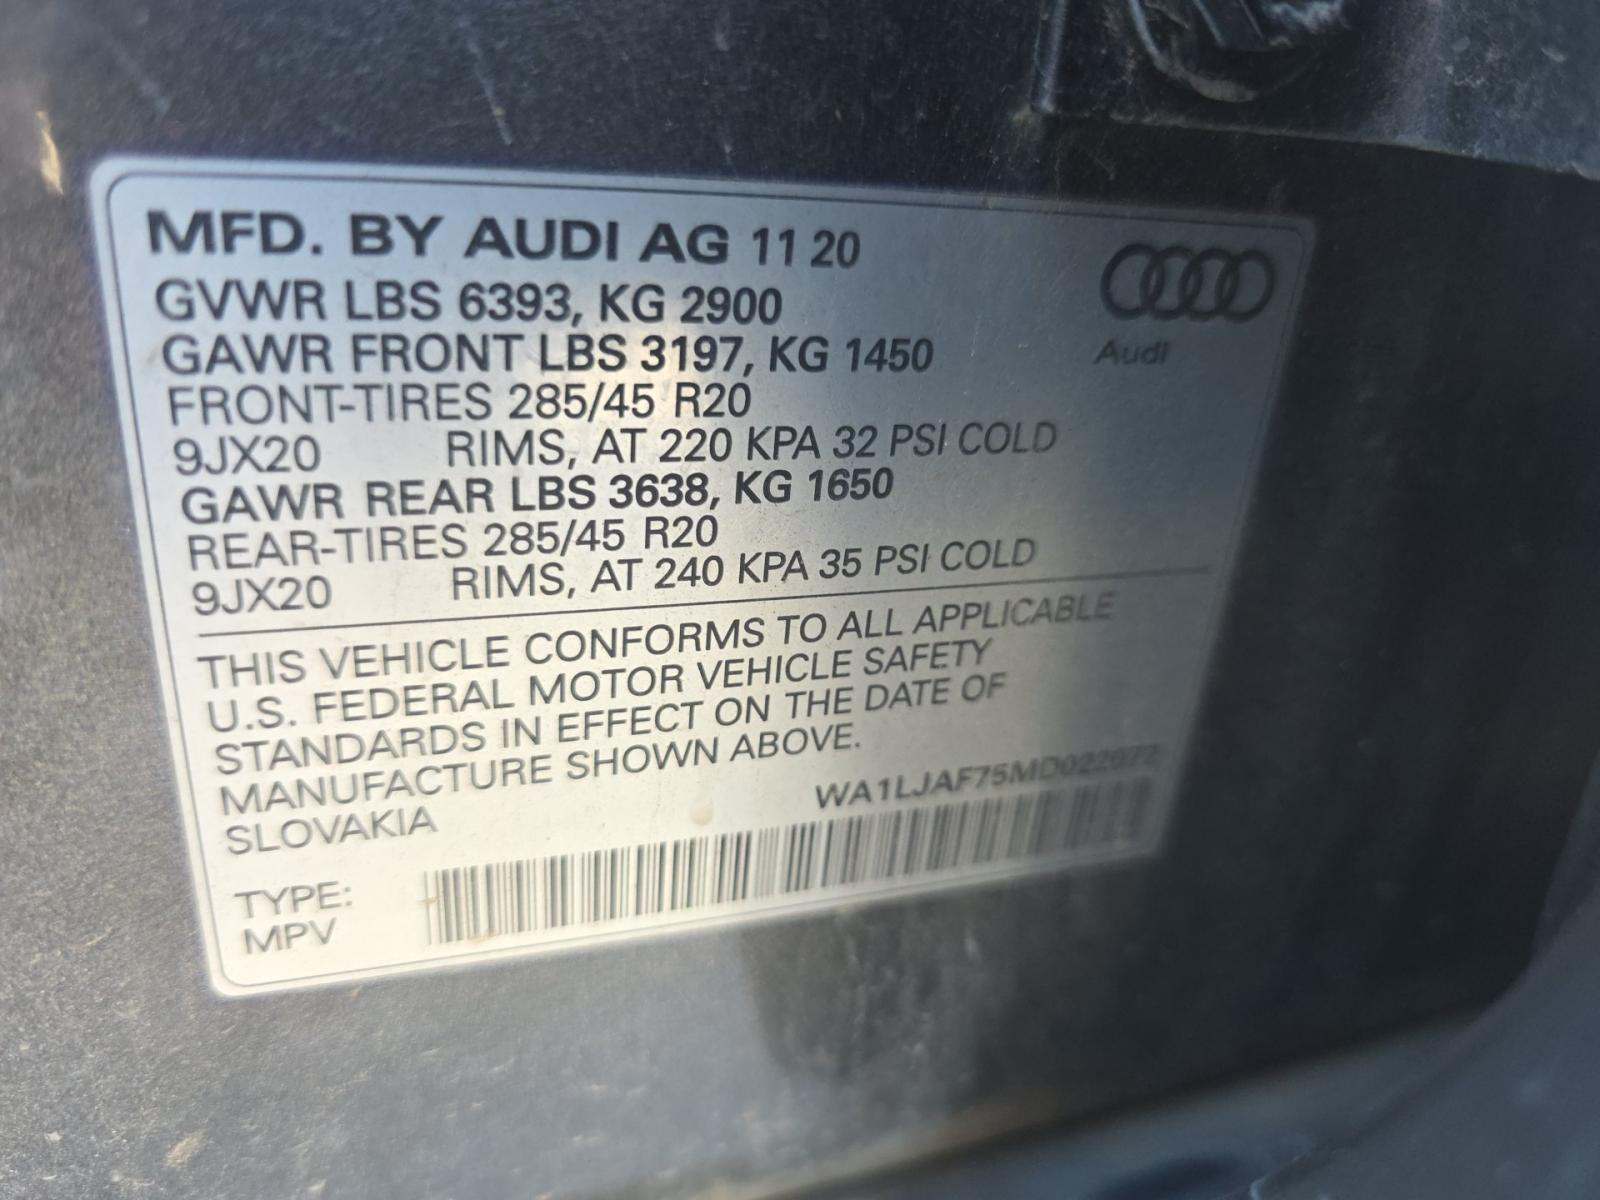 MFD. BY AUDI AG 11 20
GVWR LBS 6393, KG 2900
GAWR FRONT LBS 3197, KG 1450
FRONT-TIRES 285/45 R20
9JX20 RIMS, AT 220 KPA 32 PSI COLD
GAWR REAR LBS 3638, KG 1650
REAR-TIRES 285/45 R20
9JX20 RIMS, AT 240 KPA 35 PSI COLD
Audi
THIS VEHICLE CONFORMS TO ALL APPLICABLE
U.S. FEDERAL MOTOR VEHICLE SAFETY
STANDARDS IN EFFECT ON THE DATE OF
MANUFACTURE SHOWN ABOVE.
SLOVAKIA
WA1LJAF75MD022072
TYPE:
MPV